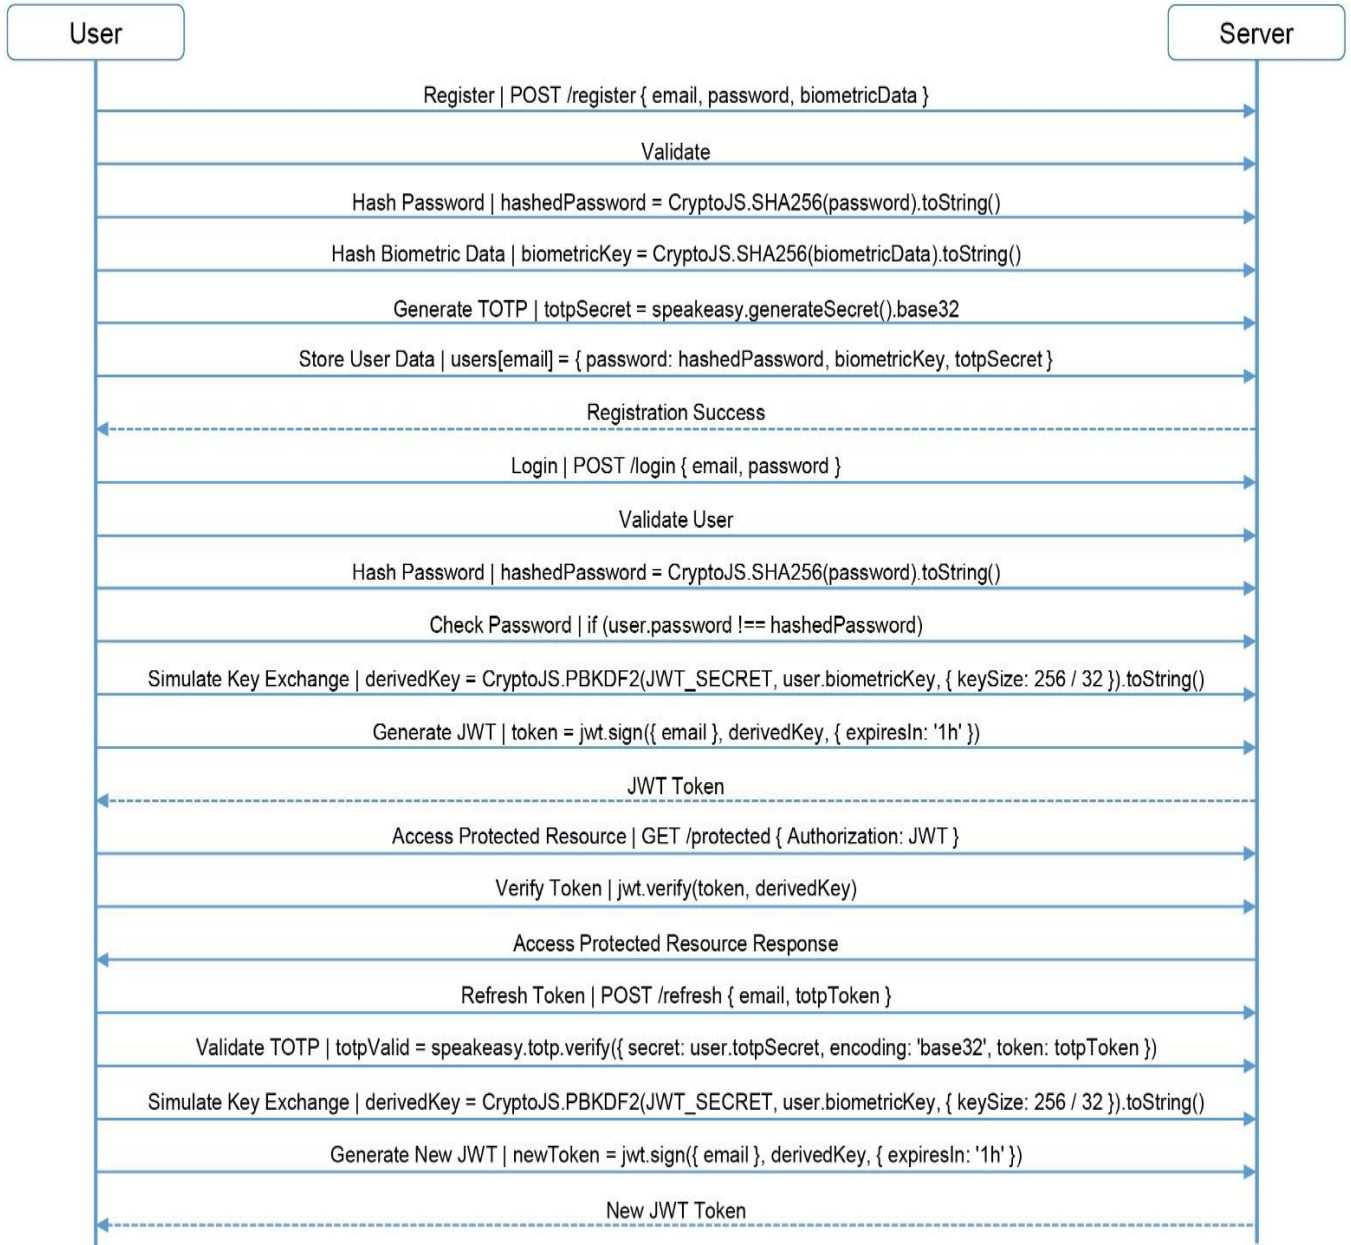 User
Server
Register | POST /register { email, password, biometricData }
Validate
Hash Password | hashedPassword = CryptoJS.SHA256(password).toString()
Hash Biometric Data | biometricKey = CryptoJS.SHA256(biometricData).toString()
Generate TOTP | totpSecret = speakeasy.generateSecret().base32
Store User Data | users[email] = { password: hashedPassword, biometricKey, totpSecret }
Registration Success
Login | POST /login { email, password }
Validate User
Hash Password | hashedPassword = CryptoJS.SHA256(password).toString()
Check Password | if (user.password !== hashedPassword)
Simulate Key Exchange | derivedKey = CryptoJS.PBKDF2(JWT_SECRET, user.biometricKey, { keySize: 256 / 32 }).toString()
Generate JWT | token = jwt.sign({ email }, derivedKey, { expiresIn: '1h' })
JWT Token
Access Protected Resource | GET /protected { Authorization: JWT }
Verify Token | jwt.verify(token, derivedKey)
Access Protected Resource Response
Refresh Token | POST /refresh { email, totpToken }
Validate TOTP | totpValid = speakeasy.totp.verify({ secret: user.totpSecret, encoding: 'base32', token: totpToken })
Simulate Key Exchange | derivedKey = CryptoJS.PBKDF2(JWT_SECRET, user.biometricKey, { keySize: 256 / 32 }).toString()
Generate New JWT | newToken = jwt.sign({ email }, derivedKey, { expiresIn: '1h' })
New JWT Token